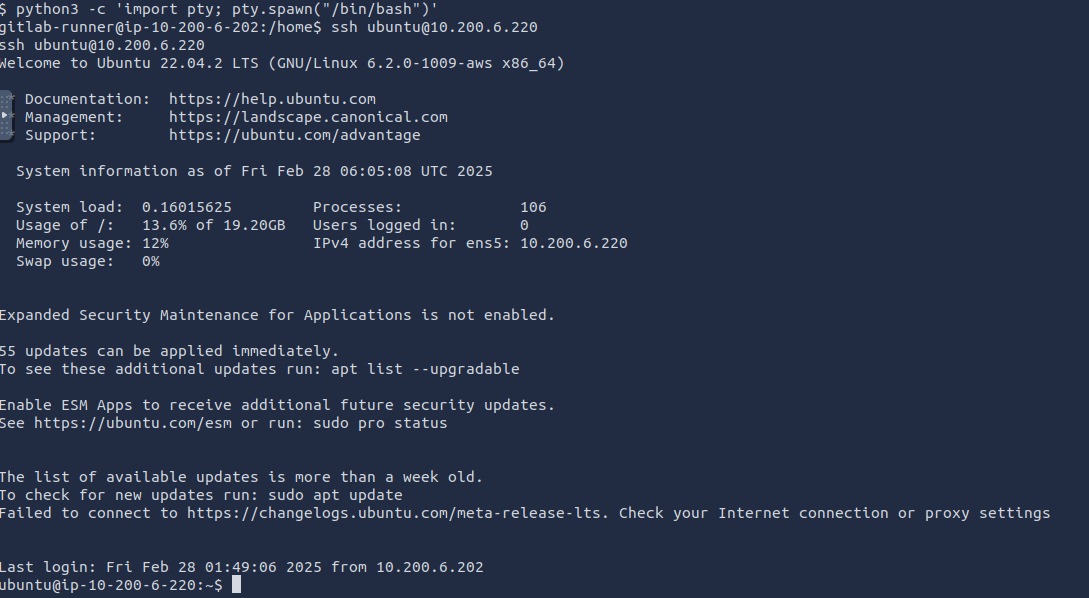 $ python3 -c 'import pty; pty.spawn("/bin/bash")'
gitlab-runner@ip-10-200-6-202:/home$ ssh ubuntu@10.200.6.220
ssh ubuntu@10.200.6.220
Welcome to Ubuntu 22.04.2 LTS (GNU/Linux 6.2.0-1009-aws x86_64)
* Documentation:  https://help.ubuntu.com
* Management:     https://landscape.canonical.com
* Support:        https://ubuntu.com/advantage
System information as of Fri Feb 28 06:05:08 UTC 2025
System load:  0.16015625         Processes:             106
Usage of /:   13.6% of 19.20GB   Users logged in:       0
Memory usage: 12%                IPv4 address for ens5: 10.200.6.220
Swap usage:   0%
Expanded Security Maintenance for Applications is not enabled.
55 updates can be applied immediately.
To see these additional updates run: apt list --upgradable
Enable ESM Apps to receive additional future security updates.
See https://ubuntu.com/esm or run: sudo pro status
The list of available updates is more than a week old.
To check for new updates run: sudo apt update
Failed to connect to https://changelogs.ubuntu.com/meta-release-lts. Check your Internet connection or proxy settings
Last login: Fri Feb 28 01:49:06 2025 from 10.200.6.202
ubuntu@ip-10-200-6-220:~$